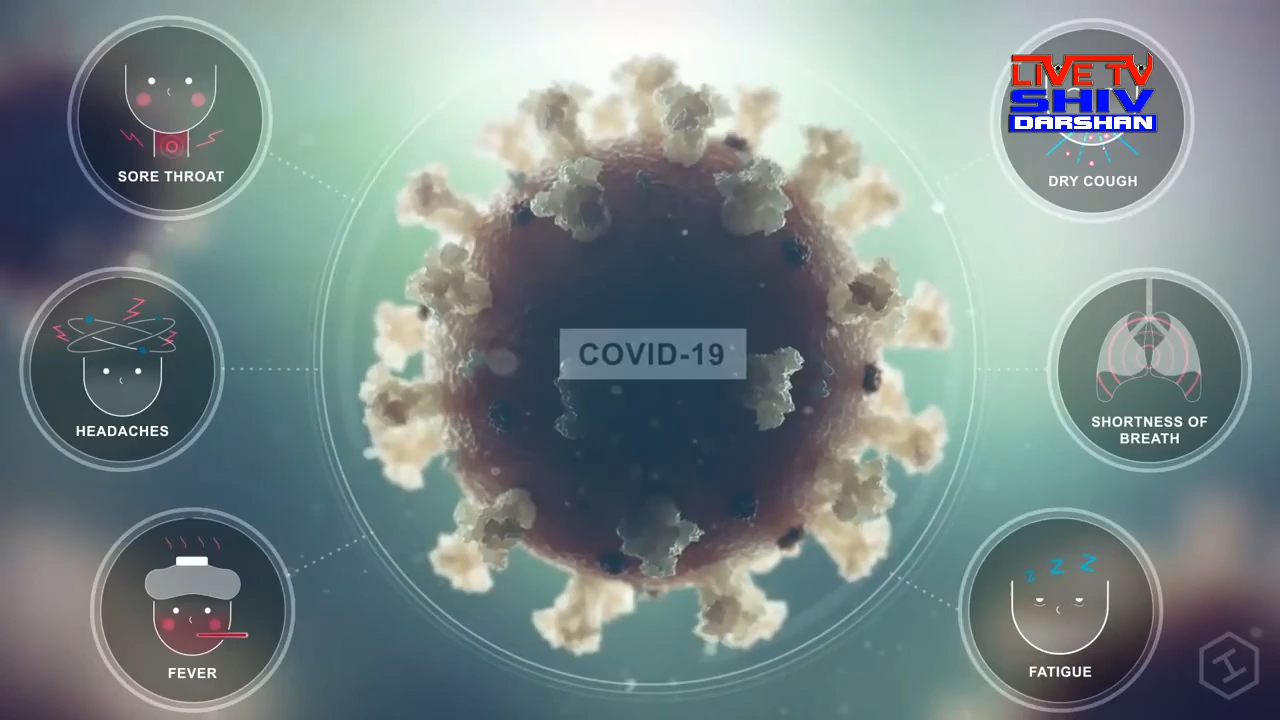 SORE THROAT
LIVE TV
SHIV
DARSHAN
DRY COUGH
HEADACHES
COVID-19
SHORTNESS OF
BREATH
FEVER
Z Z Z
FATIGUE